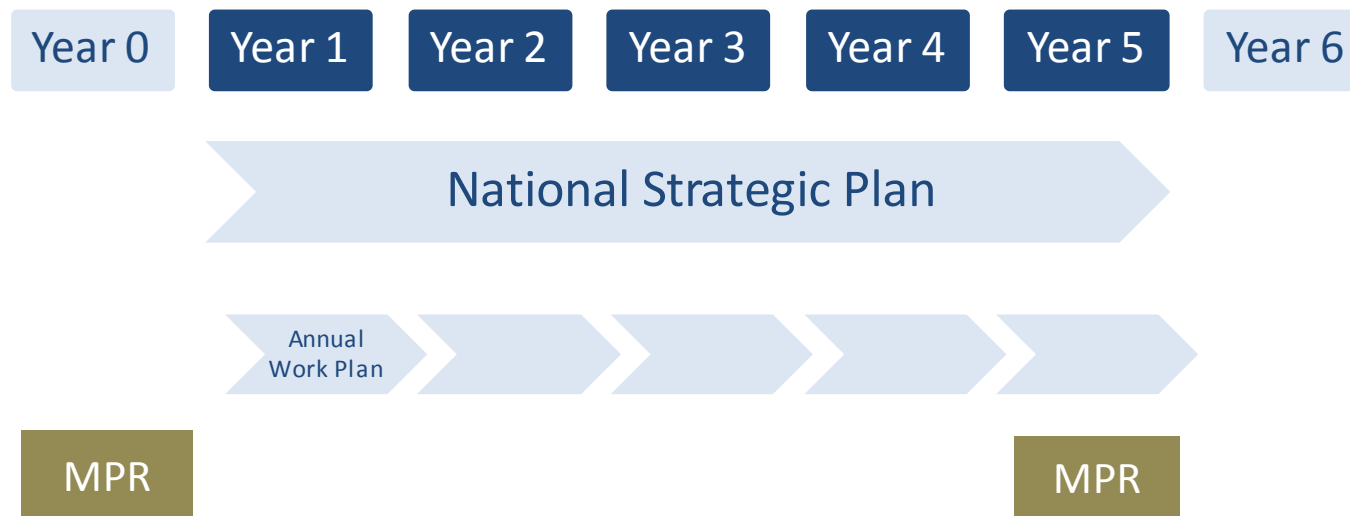 Year 0
Year 1
Year 2
Year 3
Year 4
Year 5
Year 6
National Strategic Plan
Annual
Work Plan
MPR
MPR